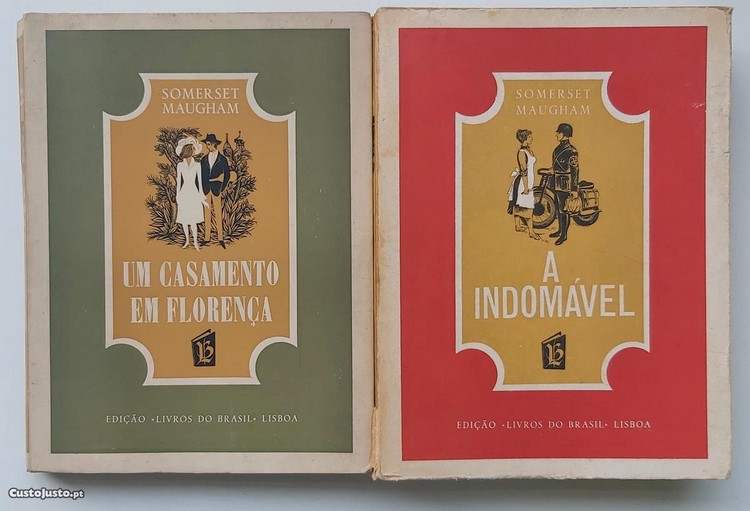 SOMERSET
MAUGHAM
UM CASAMENTO
EM FLORENÇA
EDIÇÃO «LIVROS DO BRASIL» LISBOA
SOMERSET
MAUGHAM
A
INDOMÁVEL
EDIÇÃO «LIVROS DO BRASIL» LISBOA
CustoJusto.pt